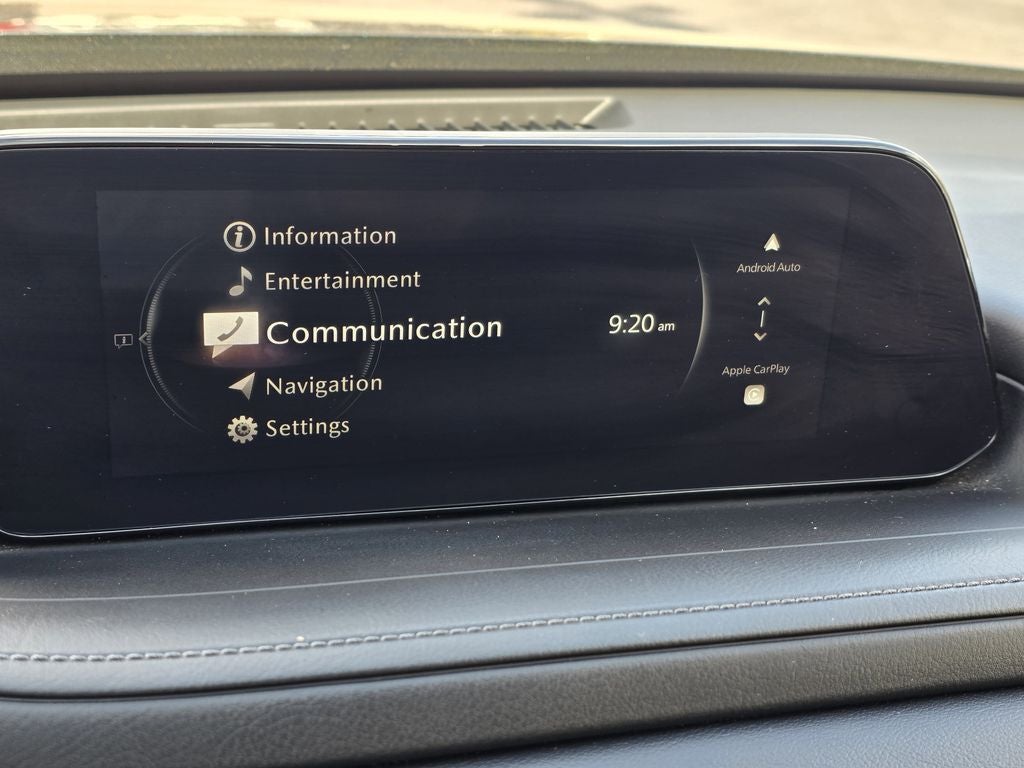 Information
Entertainment
Communication
Navigation
Settings
9:20 am
Android Auto
Apple CarPlay